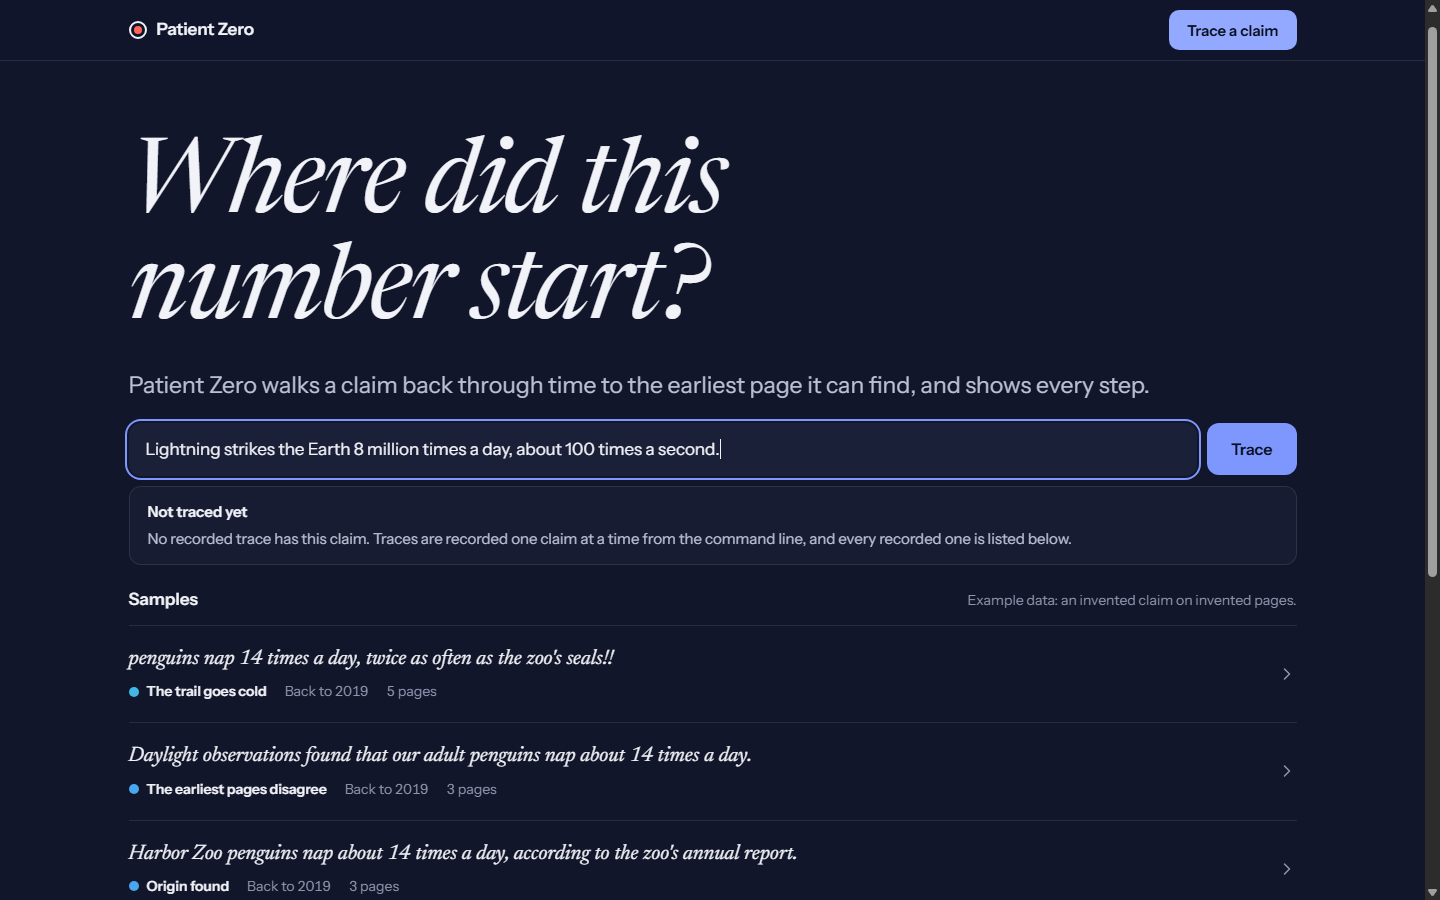 Patient Zero
Trace a claim
Where did this
number start?
Patient Zero walks a claim back through time to the earliest page it can find, and shows every step.
Lightning strikes the Earth 8 million times a day, about 100 times a second.
Trace
Not traced yet
No recorded trace has this claim. Traces are recorded one claim at a time from the command line, and every recorded one is listed below.
Samples
Example data: an invented claim on invented pages.
penguins nap 14 times a day, twice as often as the zoo's seals!!
The trail goes cold Back to 2019 5 pages
Daylight observations found that our adult penguins nap about 14 times a day.
The earliest pages disagree Back to 2019 3 pages
Harbor Zoo penguins nap about 14 times a day, according to the zoo's annual report.
Origin found Back to 2019 3 pages